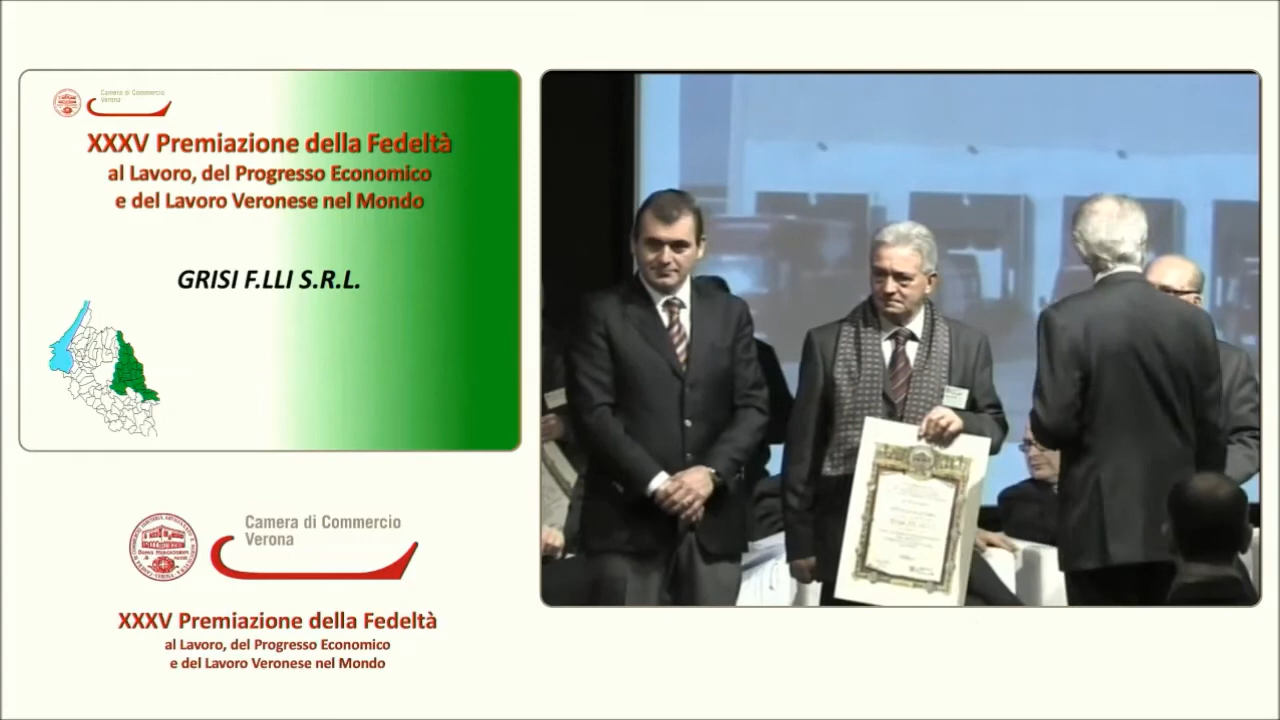 Camera di Commercio
Verona
XXXV Premiazione della Fedeltà
al Lavoro, del Progresso Economico
e del Lavoro Veronese nel Mondo
GRISI F.LLI S.R.L.
Camera di Commercio
Verona
XXXV Premiazione della Fedeltà
al Lavoro, del Progresso Economico
e del Lavoro Veronese nel Mondo